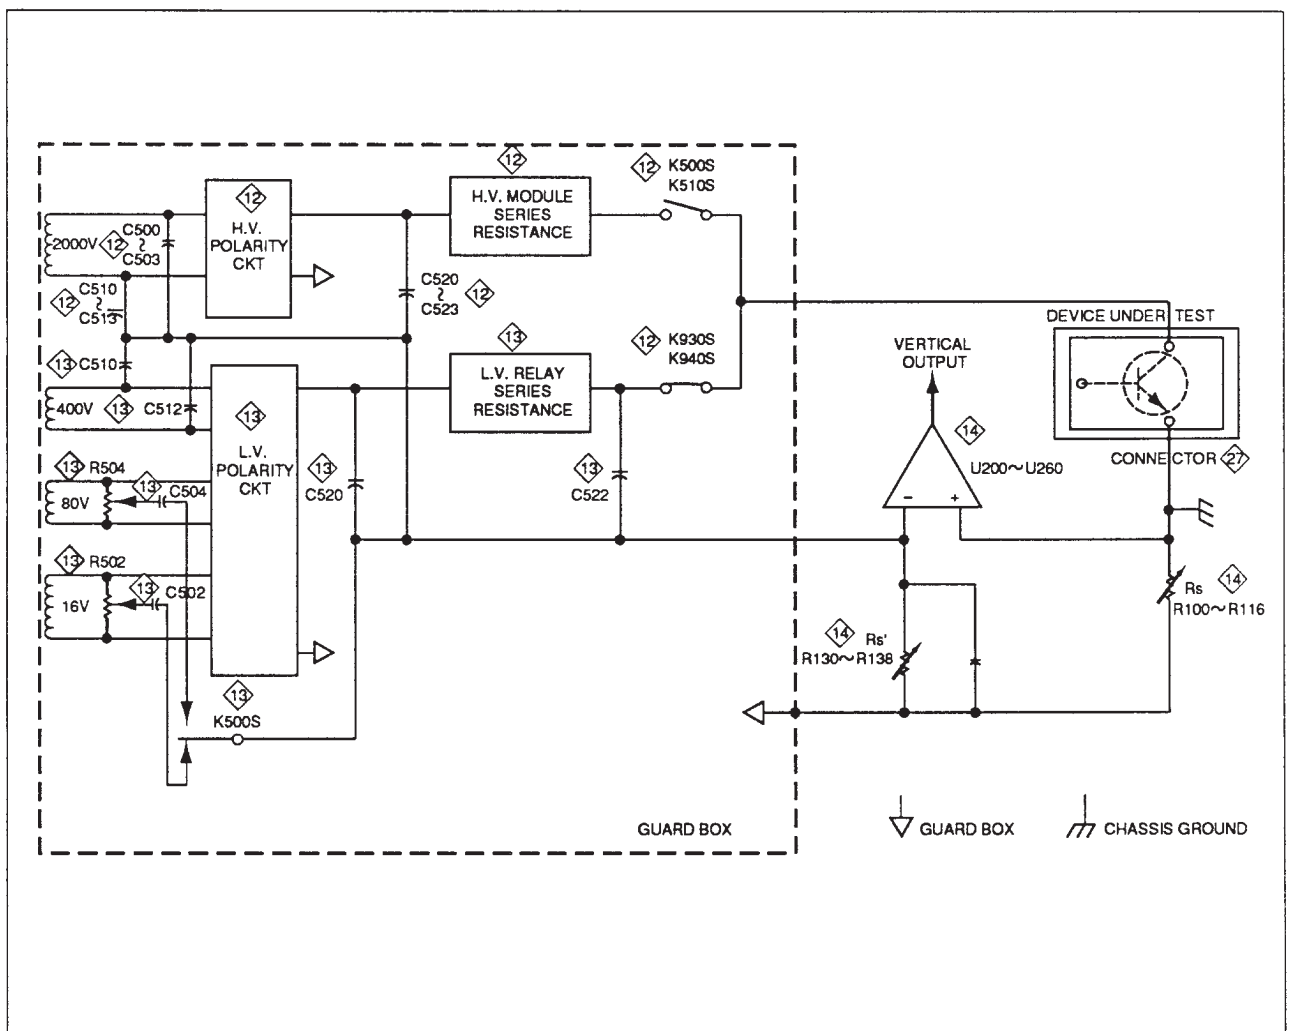 12
H.V. MODULE
SERIES
RESISTANCE
12
K500S
K510S
12
H.V.
POLARITY
CKT
2000V
12
C500
~
C503
12
C510
~
C513
C520
~
C523
12
13
C510
400V
13
C512
13
L.V. RELAY
SERIES
RESISTANCE
12
K930S
K940S
DEVICE UNDER TEST
VERTICAL
OUTPUT
14
U200~U260
CONNECTOR
27
13
L.V.
POLARITY
CKT
13
R504
80V
13
C504
13
C520
13
C522
−
+
13
R502
16V
13
C502
14
Rs
R100~R116
14
Rs'
R130~R138
13
K500S
GUARD BOX
GUARD BOX
CHASSIS GROUND